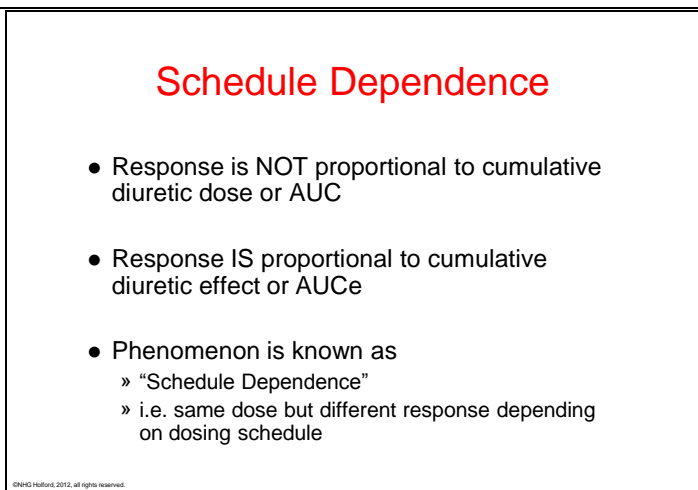 Schedule Dependence
● Response is NOT proportional to cumulative
diuretic dose or AUC
● Response IS proportional to cumulative
diuretic effect or AUCe
● Phenomenon is known as
» “Schedule Dependence”
» i.e. same dose but different response depending
on dosing schedule
©NHG Holford, 2012, all rights reserved.